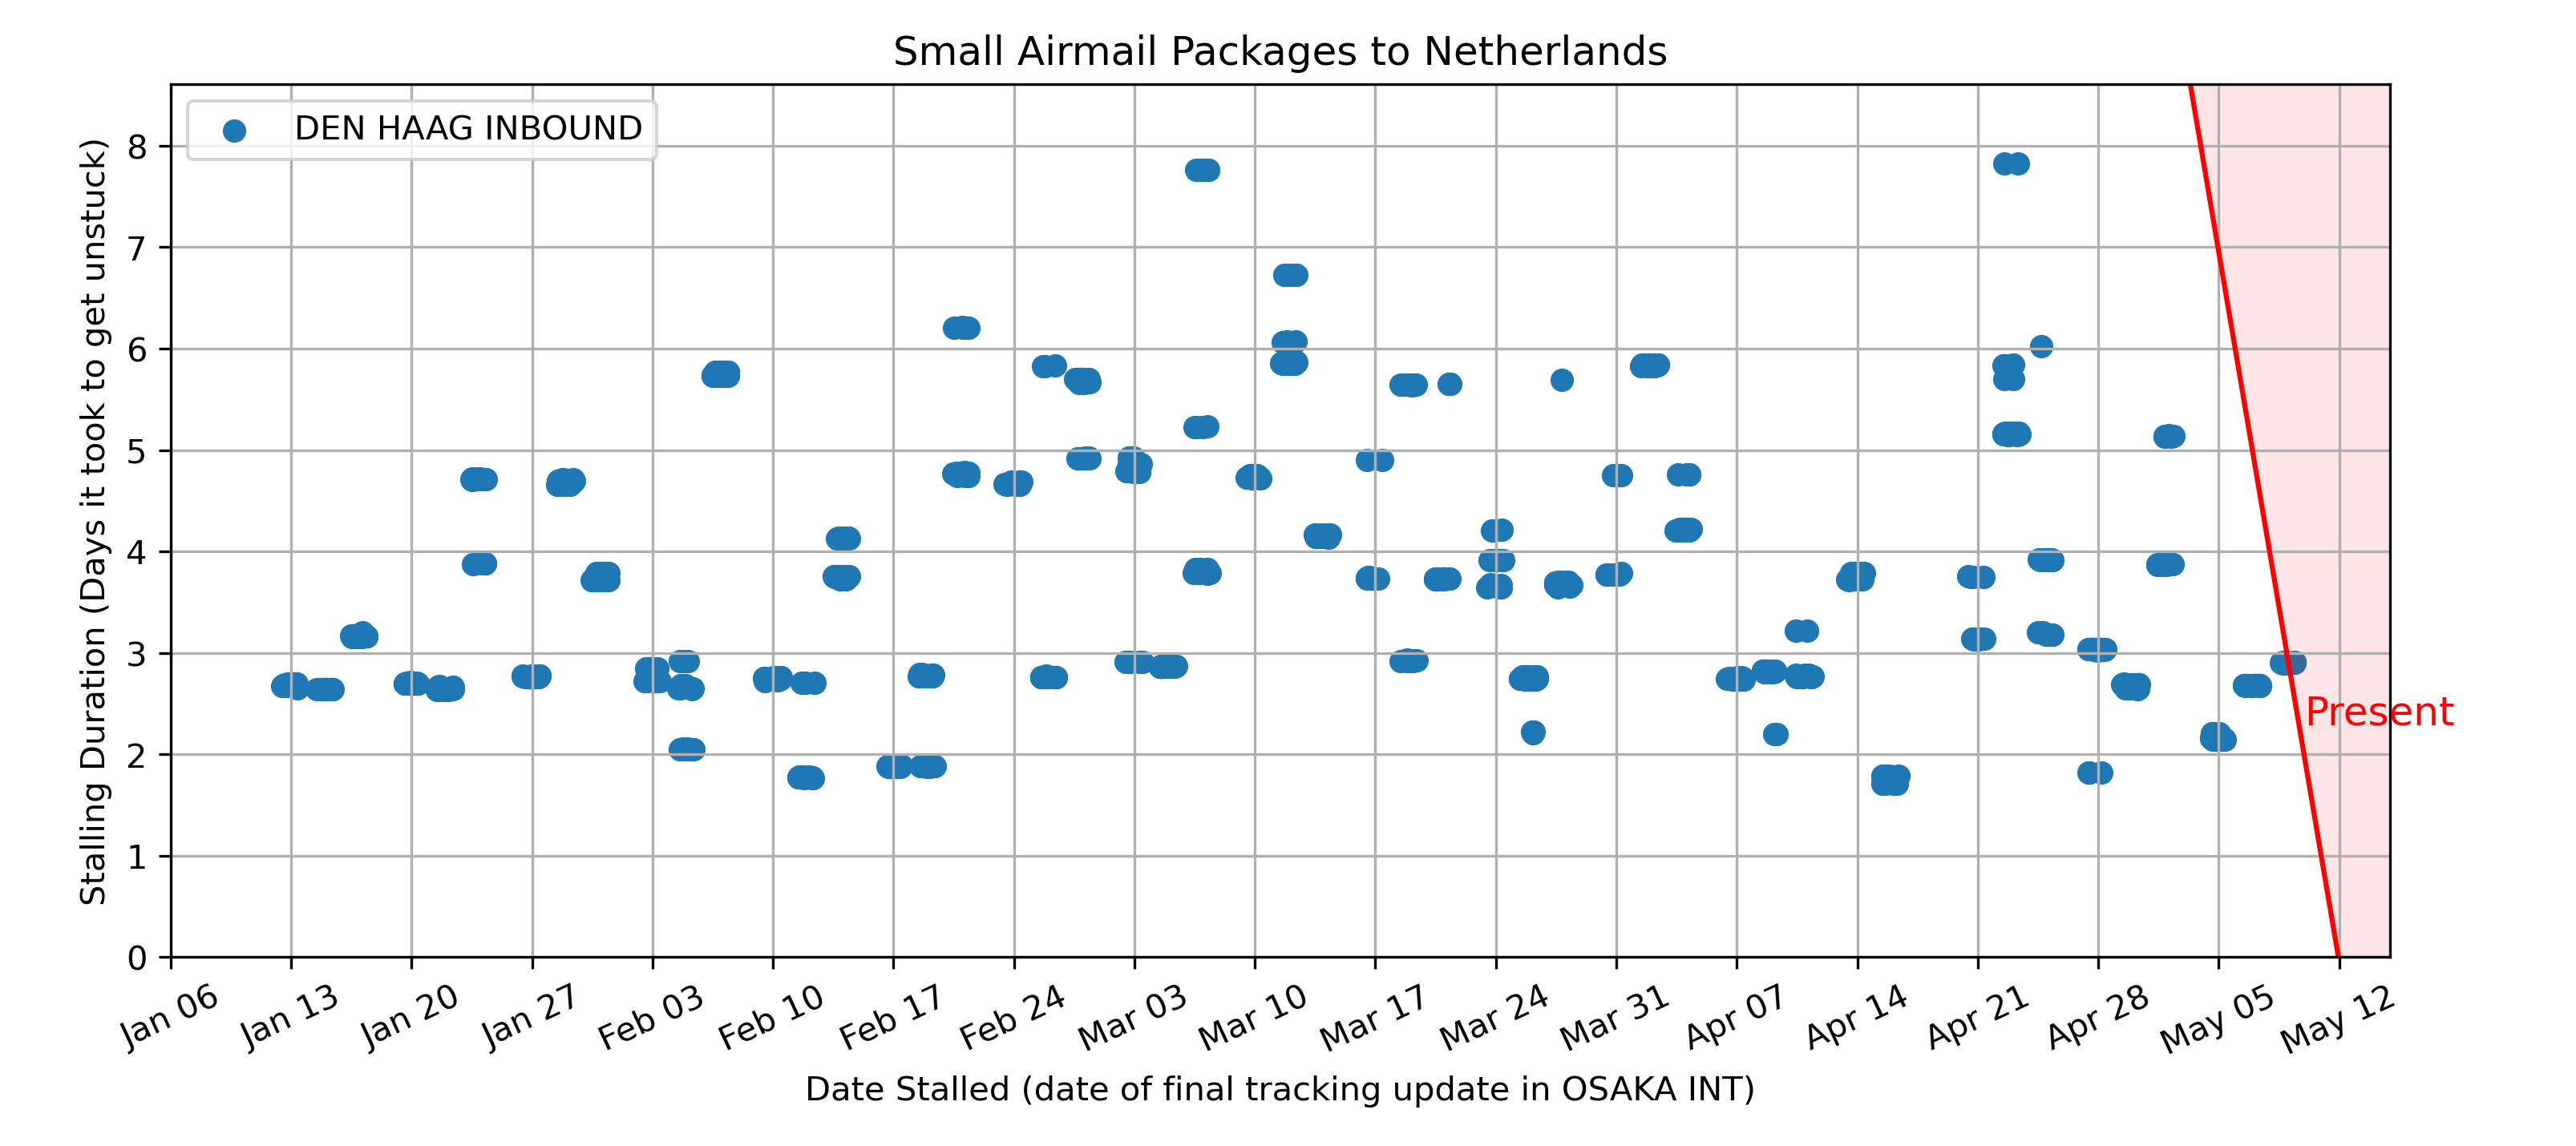 Small Airmail Packages to Netherlands
DEN HAAG INBOUND
Stalling Duration (Days it took to get unstuck)
8
7
6
5
4
3
2
1
0
Present
Jan 06
Jan 13
Jan 20
Jan 27
Feb 03
Feb 10
Feb 17
Feb 24
Mar 03
Mar 10
Mar 17
Mar 24
Mar 31
Apr 07
Apr 14
Apr 21
Apr 28
May 05
May 12
Date Stalled (date of final tracking update in OSAKA INT)